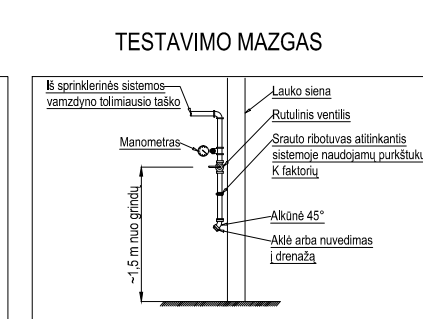 TESTAVIMO MAZGAS
Iš sprinklerinės sistemos
vamzdyno tolimiausio taško
Manometras
~1,5 m nuo grindų
Lauko siena
Rutulinis ventilis
Srauto ribotuvas atitinkantis
sistemoje naudojamų purkštukų
K faktorių
Alkūnė 45°
Aklė arba nuvedimas
į drenažą